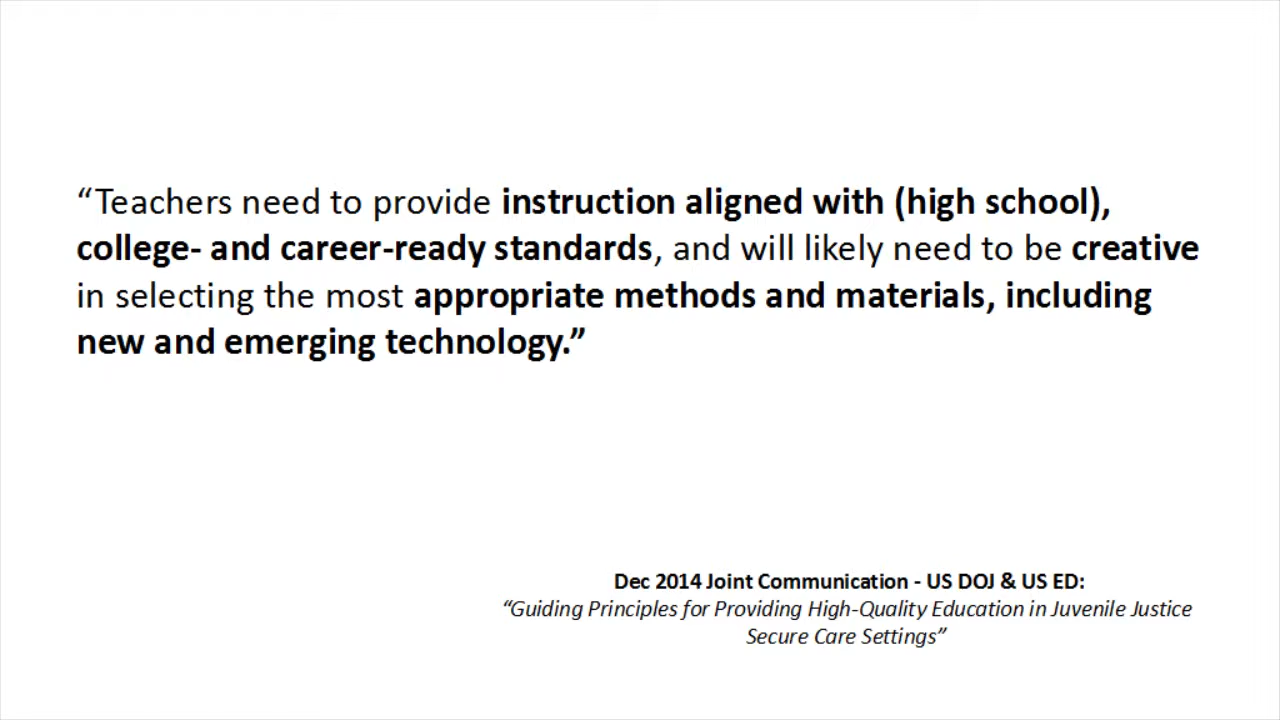 “Teachers need to provide instruction aligned with (high school),
college- and career-ready standards, and will likely need to be creative
in selecting the most appropriate methods and materials, including
new and emerging technology.”
Dec 2014 Joint Communication - US DOJ & US ED:
“Guiding Principles for Providing High-Quality Education in Juvenile Justice
Secure Care Settings”